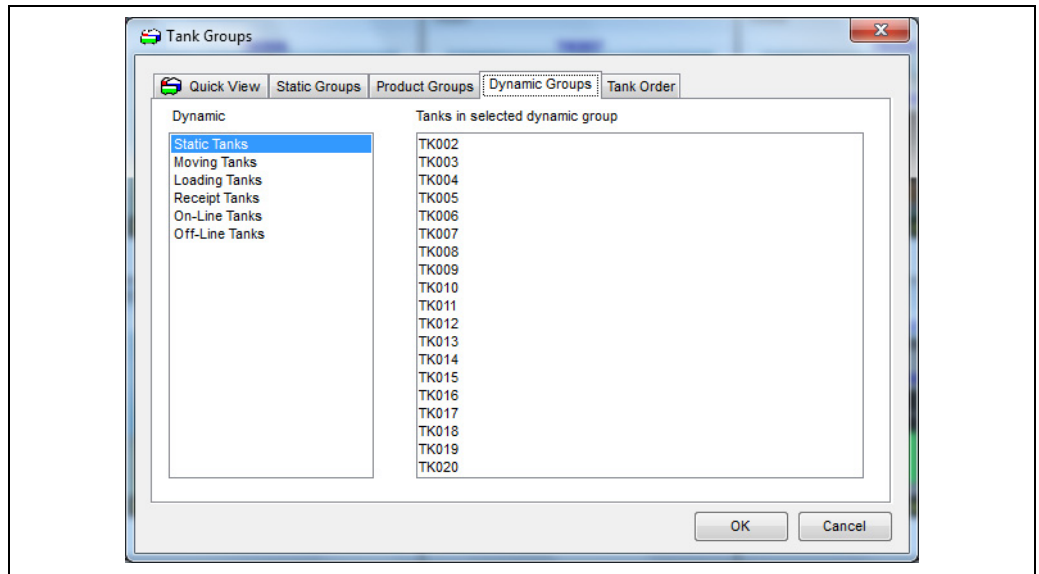 Tank Groups
Quick View Static Groups Product Groups Dynamic Groups Tank Order
Dynamic
Static Tanks
Moving Tanks
Loading Tanks
Receipt Tanks
On-Line Tanks
Off-Line Tanks
Tanks in selected dynamic group
TK002
TK003
TK004
TK005
TK006
TK007
TK008
TK009
TK010
TK011
TK012
TK013
TK014
TK015
TK016
TK017
TK018
TK019
TK020
OK Cancel